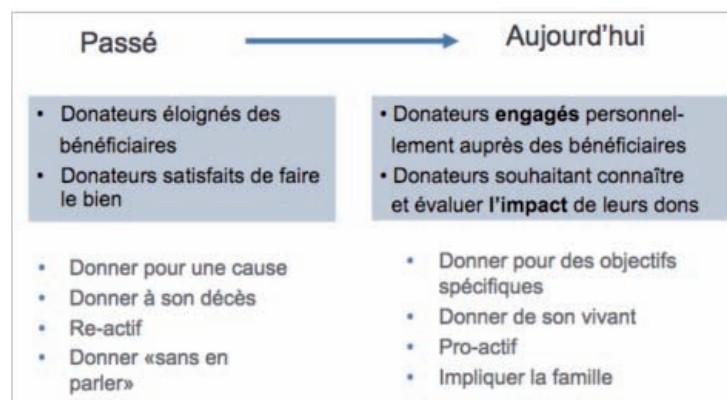 Passé
Aujourd'hui
• Donateurs éloignés des
bénéficiaires
• Donateurs satisfaits de faire
le bien
• Donateurs engagés personnel-
lement auprès des bénéficiaires
• Donateurs souhaitant connaître
et évaluer l'impact de leurs dons
• Donner pour une cause
• Donner à son décès
• Re-actif
• Donner «sans en
parler»
• Donner pour des objectifs
spécifiques
• Donner de son vivant
• Pro-actif
• Impliquer la famille